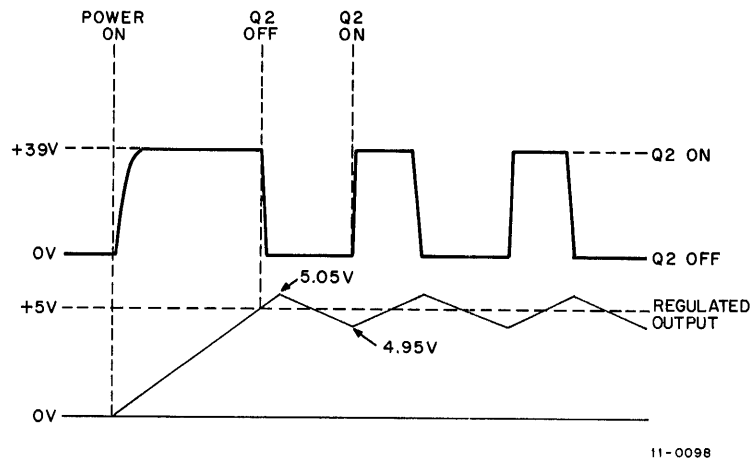 POWER
ON
Q2
OFF
Q2
ON
+39V
Q2 ON
0V
Q2 OFF
5.05V
+5V
REGULATED
OUTPUT
4.95V
0V
11-0098